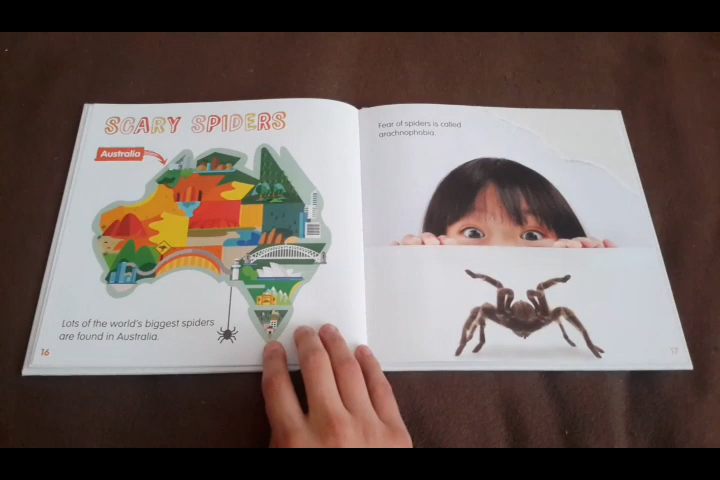 SCARY SPIDERS
Australia
Lots of the world's biggest spiders
are found in Australia.
16
Fear of spiders is called
arachnophobia.
17